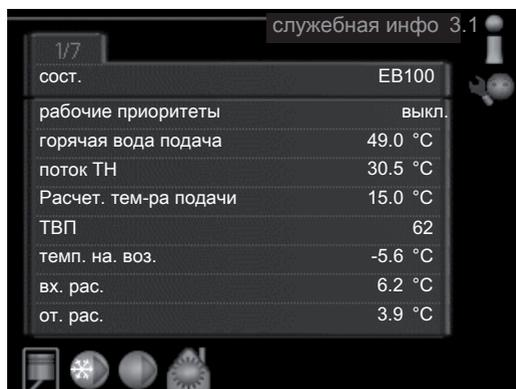 служебная инфо 3.1
1/7
сост. EB100
рабочие приоритеты выкл.
горячая вода подача 49.0 °C
поток ТН 30.5 °C
Расчет. тем-ра подачи 15.0 °C
ТВП 62
темп. на. воз. -5.6 °C
вх. рас. 6.2 °C
от. рас. 3.9 °C